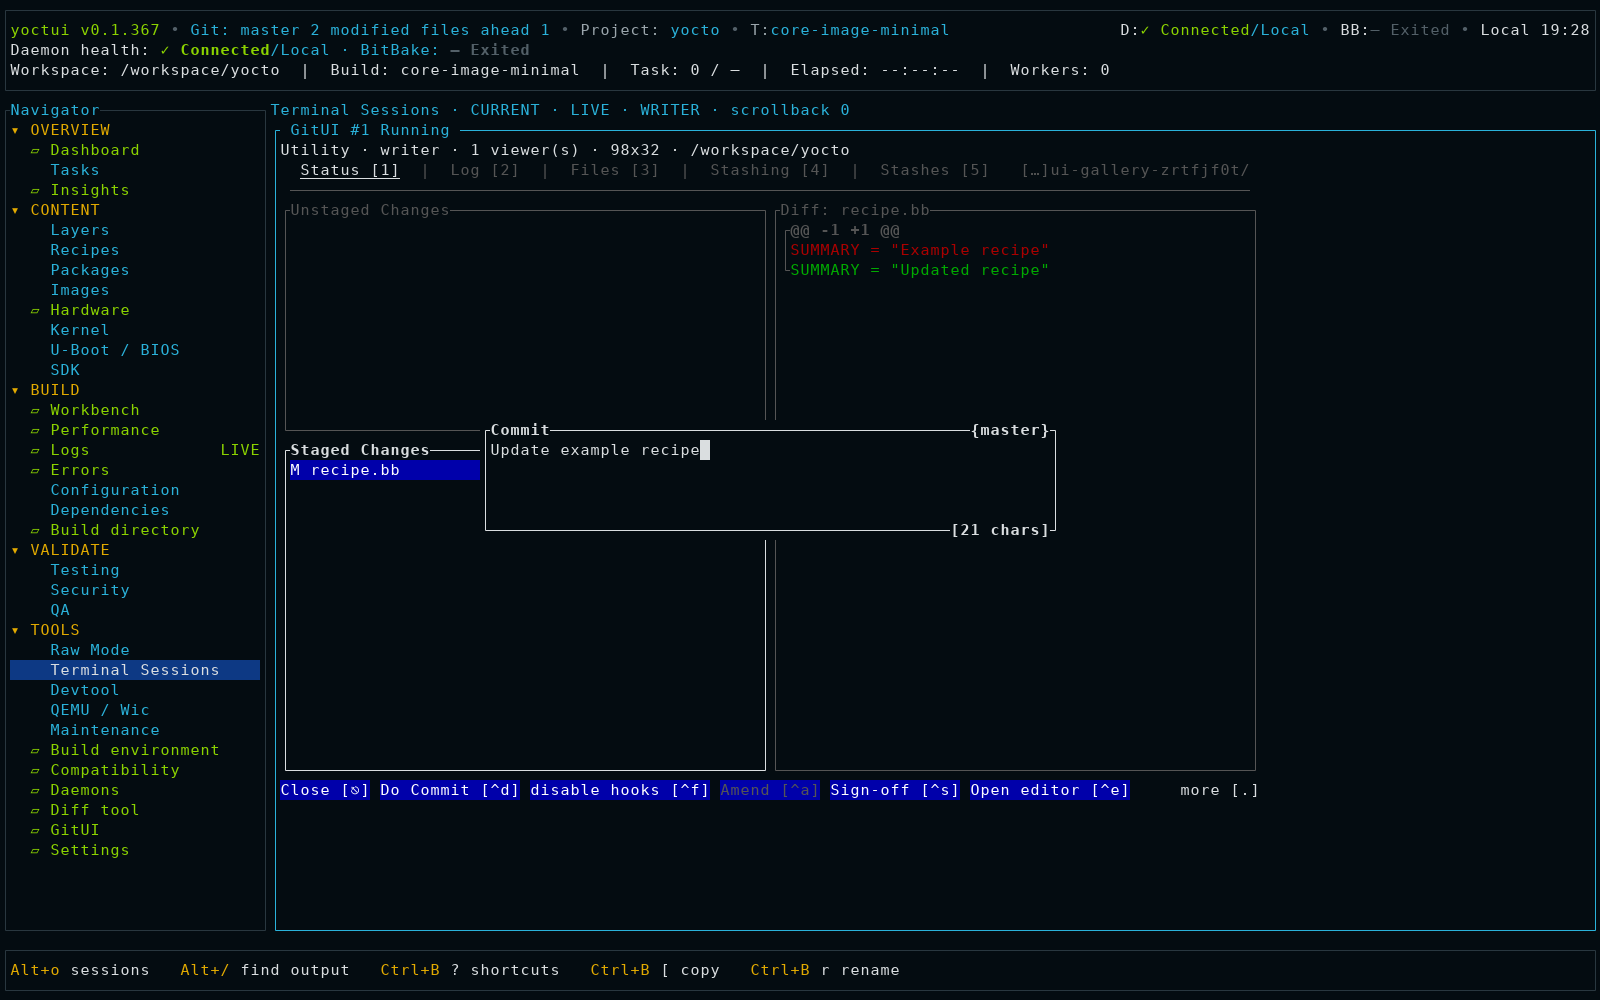 yoctui v0.1.367 • Git: master 2 modified files ahead 1 • Project: yocto • T:core-image-minimal D:✓ Connected/Local • BB:— Exited • Local 19:28
Daemon health: ✓ Connected/Local · BitBake: — Exited
Workspace: /workspace/yocto | Build: core-image-minimal | Task: 0 / — | Elapsed: --:--:-- | Workers: 0
Navigator
▾ OVERVIEW
▱ Dashboard
Tasks
▱ Insights
▾ CONTENT
Layers
Recipes
Packages
Images
▱ Hardware
Kernel
U-Boot / BIOS
SDK
▾ BUILD
▱ Workbench
▱ Performance
▱ Logs LIVE
▱ Errors
Configuration
Dependencies
▱ Build directory
▾ VALIDATE
Testing
Security
QA
▾ TOOLS
Raw Mode
Terminal Sessions
Devtool
QEMU / Wic
Maintenance
▱ Build environment
▱ Compatibility
▱ Daemons
▱ Diff tool
▱ GitUI
▱ Settings
Terminal Sessions · CURRENT · LIVE · WRITER · scrollback 0
GitUI #1 Running
Utility · writer · 1 viewer(s) · 98x32 · /workspace/yocto
Status [1] | Log [2] | Files [3] | Stashing [4] | Stashes [5] […]ui-gallery-zrtfjf0t/
Unstaged Changes
Diff: recipe.bb
@@ -1 +1 @@
SUMMARY = "Example recipe"
SUMMARY = "Updated recipe"
Staged Changes
M recipe.bb
Commit {master}
Update example recipe
[21 chars]
Close [⎋] Do Commit [^d] disable hooks [^f] Amend [^a] Sign-off [^s] Open editor [^e] more [.]
Alt+o sessions Alt+/ find output Ctrl+B ? shortcuts Ctrl+B [ copy Ctrl+B r rename